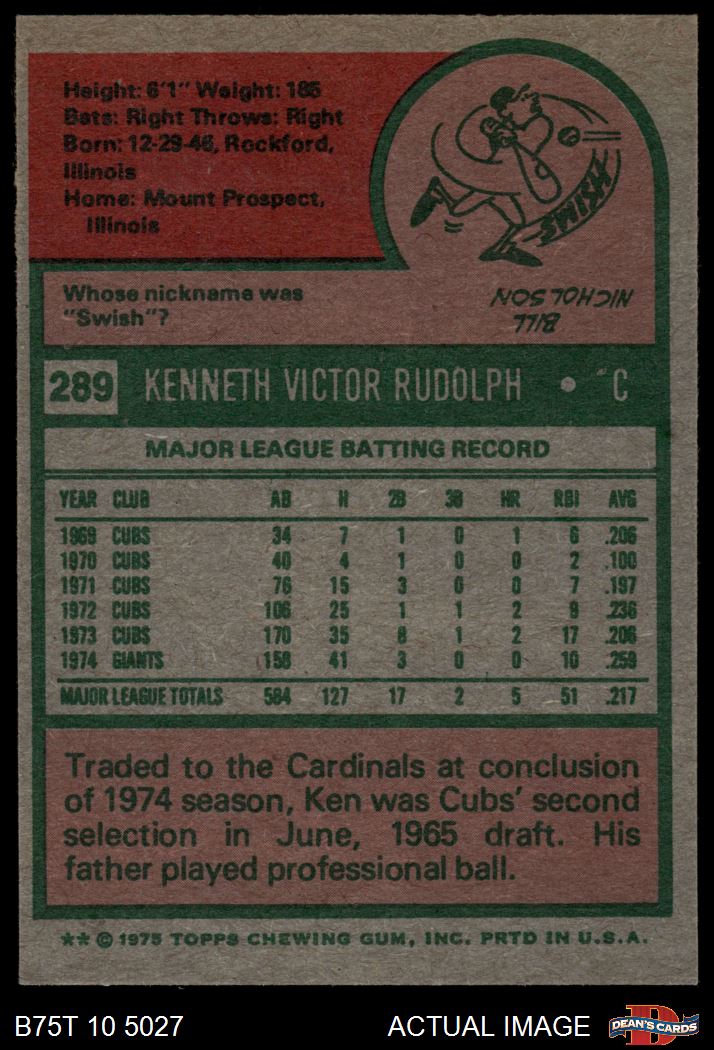 Height: 6'1" Weight: 185
Bats: Right Throws: Right
Born: 12-29-46, Rockford,
Illinois
Home: Mount Prospect,
Illinois
SWISH
Whose nickname was
"Swish"?
BILL
NICHOLSON
289 KENNETH VICTOR RUDOLPH • C
MAJOR LEAGUE BATTING RECORD
YEAR CLUB AB H 2B 3B HR RBI AVG
1969 CUBS 34 7 1 0 1 6 .206
1970 CUBS 40 4 1 0 0 2 .100
1971 CUBS 76 15 3 0 0 7 .197
1972 CUBS 106 25 1 1 2 9 .236
1973 CUBS 170 35 8 1 2 17 .206
1974 GIANTS 158 41 3 0 0 10 .259
MAJOR LEAGUE TOTALS 584 127 17 2 5 51 .217
Traded to the Cardinals at conclusion
of 1974 season, Ken was Cubs' second
selection in June, 1965 draft. His
father played professional ball.
** © 1975 TOPPS CHEWING GUM, INC. PRTD IN U.S.A.
B75T 10 5027 ACTUAL IMAGE DEAN'S CARDS